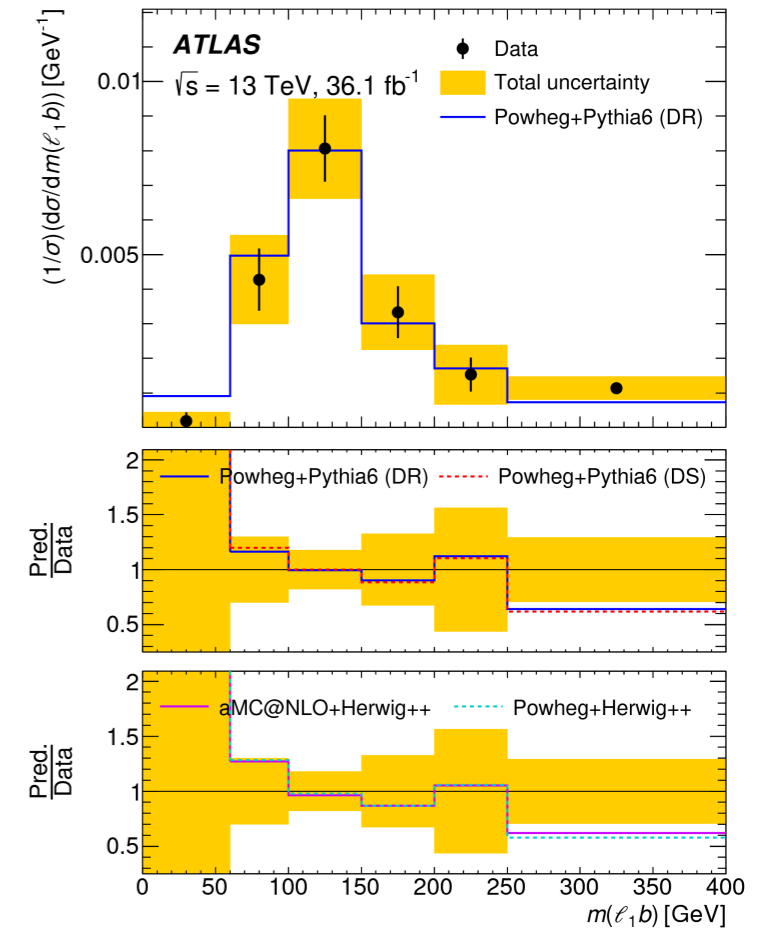 ATLAS
√s = 13 TeV, 36.1 fb⁻¹
Data
Total uncertainty
Powheg+Pythia6 (DR)
(1/σ)(dσ/dm(ℓ₁b)) [GeV⁻¹]
0.01
0.005
Powheg+Pythia6 (DR) Powheg+Pythia6 (DS)
Pred.
Data
2
1.5
1
0.5
aMC@NLO+Herwig++ Powheg+Herwig++
Pred.
Data
2
1.5
1
0.5
0 50 100 150 200 250 300 350 400
m(ℓ₁b) [GeV]